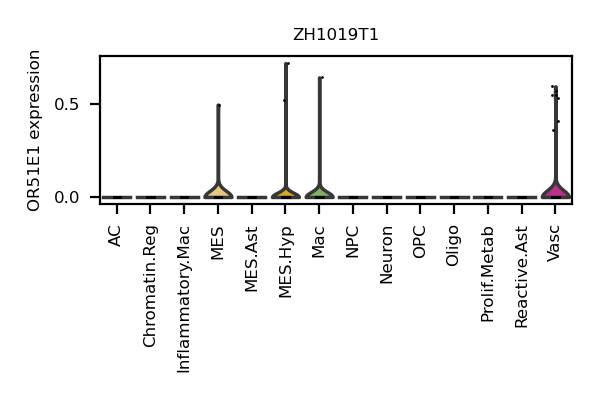 ZH1019T1
OR51E1 expression
0.5
0.0
AC
Chromatin.Reg
Inflammatory.Mac
MES
MES.Ast
MES.Hyp
Mac
NPC
Neuron
OPC
Oligo
Prolif.Metab
Reactive.Ast
Vasc